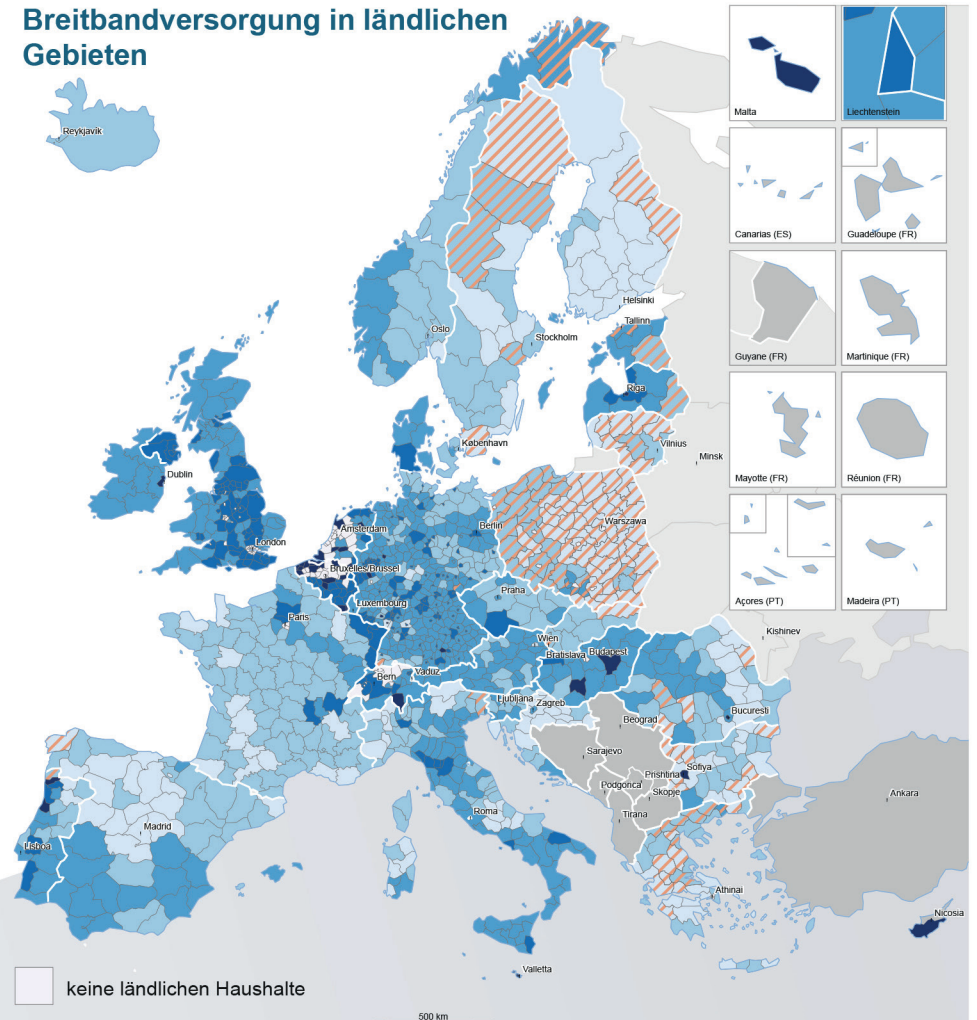 Breitbandversorgung in ländlichen
Gebieten
Reykjavík
Malta
Liechtenstein
Canarias (ES)
Guadeloupe (FR)
Guyane (FR)
Martinique (FR)
Mayotte (FR)
Réunion (FR)
Açores (PT)
Madeira (PT)
Helsinki
Tallinn
Oslo
Stockholm
Riga
København
Vilnius
Minsk
Dublin
Amsterdam
Berlin
Warszawa
London
Bruxelles/Brussel
Praha
Luxembourg
Paris
Kishinev
Wien
Bratislava
Budapest
Bern
Vaduz
Ljubljana
Zagreb
Bucuresti
Beograd
Sarajevo
Prishtina
Sofiya
Podgorica
Skopje
Tirana
Ankara
Roma
Madrid
Lisboa
Athinai
Nicosia
Valletta
keine ländlichen Haushalte
500 km